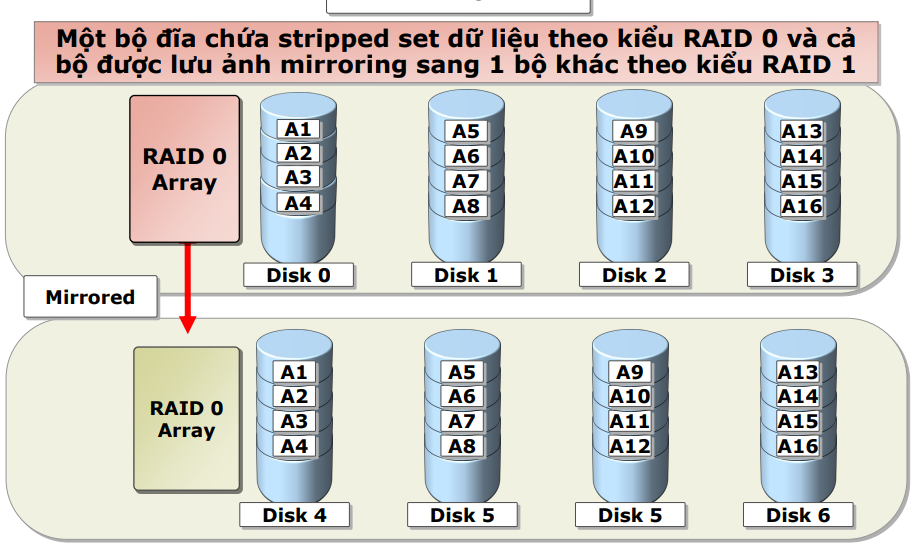 Một bộ đĩa chứa stripped set dữ liệu theo kiểu RAID 0 và cả
bộ được lưu ảnh mirroring sang 1 bộ khác theo kiểu RAID 1
RAID 0
Array
A1
A2
A3
A4
Disk 0
A5
A6
A7
A8
Disk 1
A9
A10
A11
A12
Disk 2
A13
A14
A15
A16
Disk 3
Mirrored
RAID 0
Array
A1
A2
A3
A4
Disk 4
A5
A6
A7
A8
Disk 5
A9
A10
A11
A12
Disk 5
A13
A14
A15
A16
Disk 6